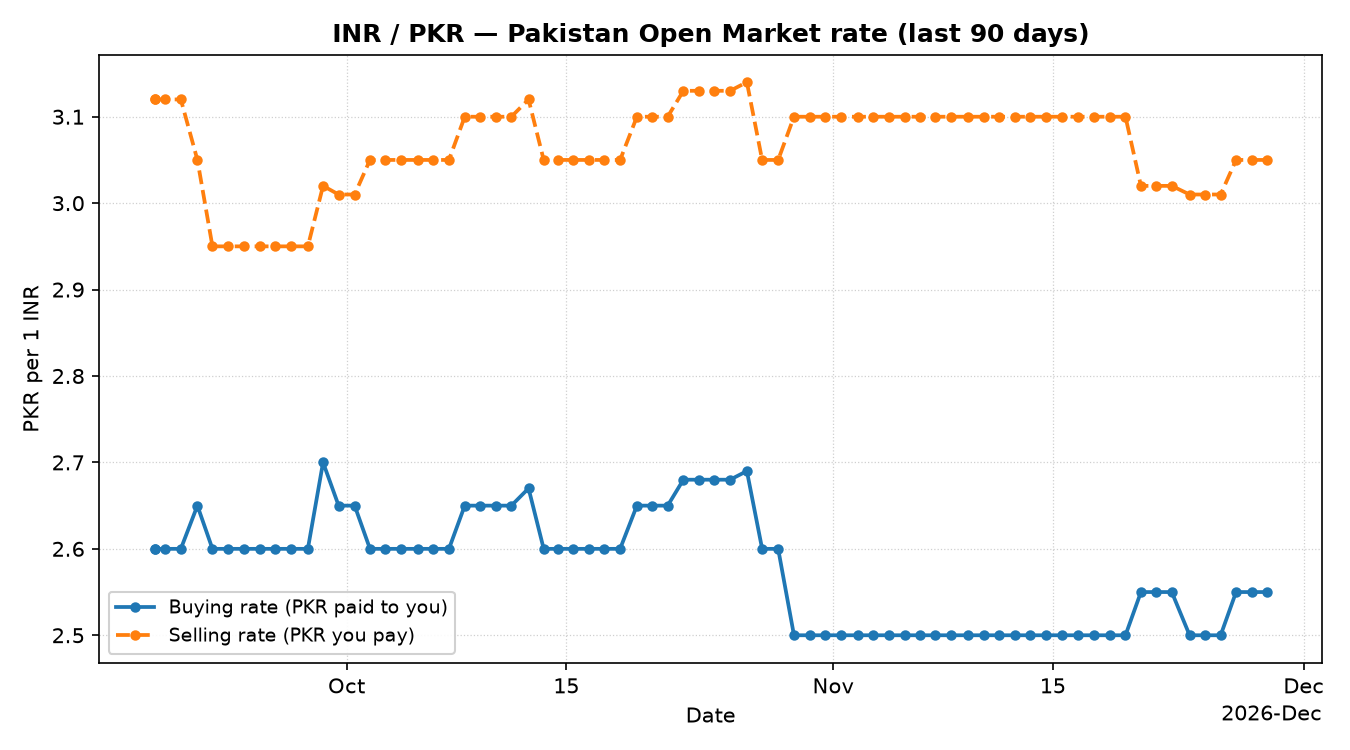 INR / PKR — Pakistan Open Market rate (last 90 days)
PKR per 1 INR
3.1
3.0
2.9
2.8
2.7
2.6
2.5
Buying rate (PKR paid to you)
Selling rate (PKR you pay)
Oct
15
Nov
15
Dec
Date
2026-Dec